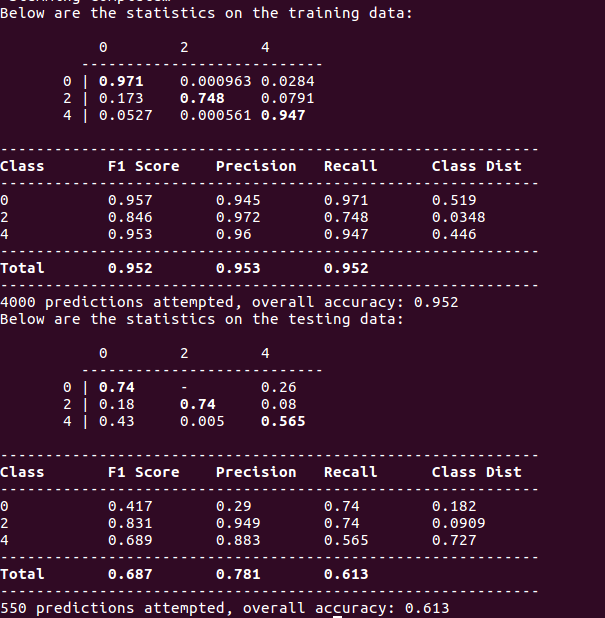 Below are the statistics on the training data:
0 2 4
---------------------------
0 | 0.971 0.000963 0.0284
2 | 0.173 0.748 0.0791
4 | 0.0527 0.000561 0.947
------------------------------------------------------------
Class F1 Score Precision Recall Class Dist
------------------------------------------------------------
0 0.957 0.945 0.971 0.519
2 0.846 0.972 0.748 0.0348
4 0.953 0.96 0.947 0.446
------------------------------------------------------------
Total 0.952 0.953 0.952
------------------------------------------------------------
4000 predictions attempted, overall accuracy: 0.952
Below are the statistics on the testing data:
0 2 4
---------------------------
0 | 0.74 - 0.26
2 | 0.18 0.74 0.08
4 | 0.43 0.005 0.565
------------------------------------------------------------
Class F1 Score Precision Recall Class Dist
------------------------------------------------------------
0 0.417 0.29 0.74 0.182
2 0.831 0.949 0.74 0.0909
4 0.689 0.883 0.565 0.727
------------------------------------------------------------
Total 0.687 0.781 0.613
------------------------------------------------------------
550 predictions attempted, overall accuracy: 0.613